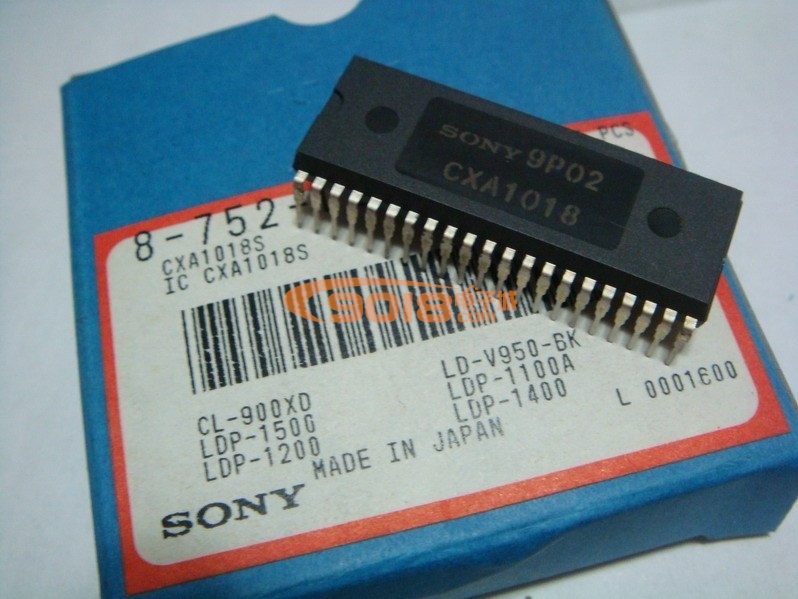 SONY 9P02
CXA1018
PCS
8-752-
CXA1018S
IC CXA1018S
9018
CL-900XD
LDP-1500
LDP-1200
LD-V950-BK
LDP-1100A
LDP-1400
L 0001600
MADE IN JAPAN
SONY